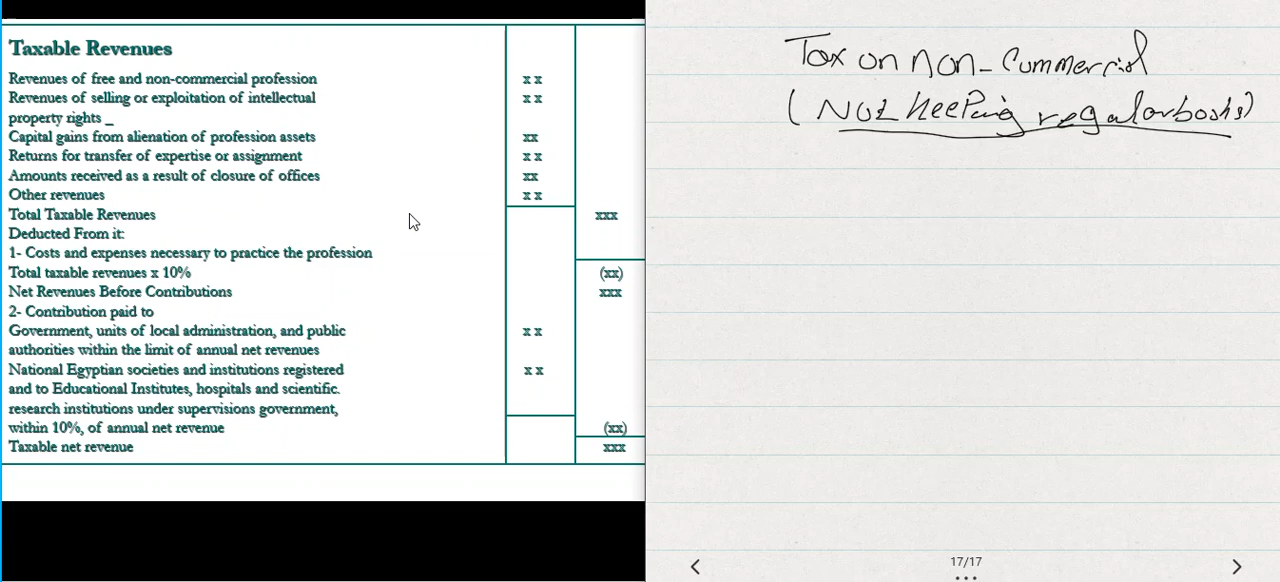 Taxable Revenues
Revenues of free and non-commercial profession x x
Revenues of selling or exploitation of intellectual x x
property rights _
Capital gains from alienation of profession assets xx
Returns for transfer of expertise or assignment x x
Amounts received as a result of closure of offices xx
Other revenues x x
Total Taxable Revenues xxx
Deducted From it:
1- Costs and expenses necessary to practice the profession
Total taxable revenues x 10% (xx)
Net Revenues Before Contributions xxx
2- Contribution paid to
Government, units of local administration, and public x x
authorities within the limit of annual net revenues
National Egyptian societies and institutions registered x x
and to Educational Institutes, hospitals and scientific.
research institutions under supervisions government,
within 10%, of annual net revenue (xx)
Taxable net revenue xxx
Tax on non-Commercial
(Not keeping regular books)
17/17